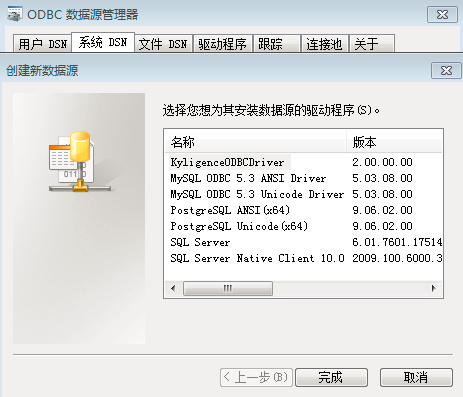 ODBC 数据源管理器
用户 DSN 系统 DSN 文件 DSN 驱动程序 跟踪 连接池 关于
创建新数据源
选择您想为其安装数据源的驱动程序(S)。
名称 版本
KyligenceODBCDriver 2.00.00.00
MySQL ODBC 5.3 ANSI Driver 5.03.08.00
MySQL ODBC 5.3 Unicode Driver 5.03.08.00
PostgreSQL ANSI(x64) 9.06.02.00
PostgreSQL Unicode(x64) 9.06.02.00
SQL Server 6.01.7601.17514
SQL Server Native Client 10.0 2009.100.6000.3
01110
< 上一步(B) 完成 取消